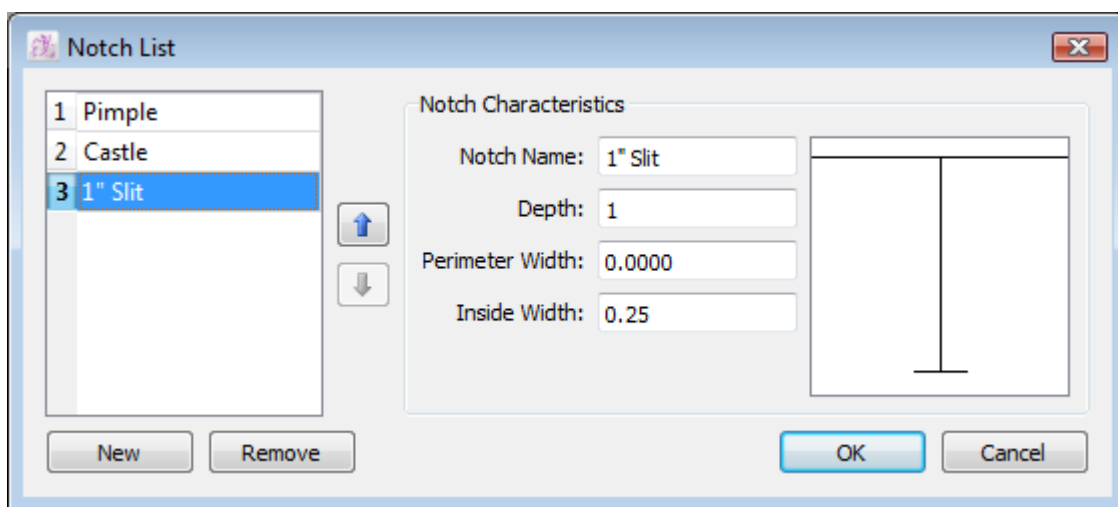 Notch List
1 Pimple
2 Castle
3 1" Slit
Notch Characteristics
Notch Name: 1" Slit
Depth: 1
Perimeter Width: 0.0000
Inside Width: 0.25
New Remove OK Cancel